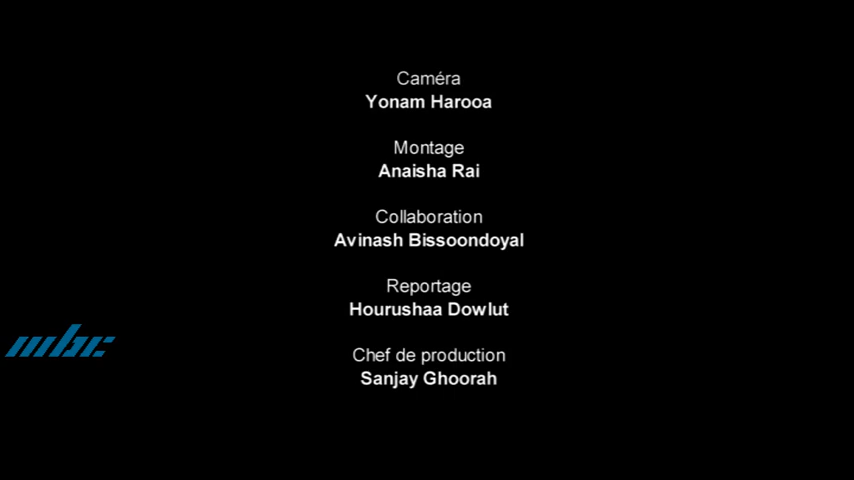 Caméra
Yonam Harooa
Montage
Anaisha Rai
Collaboration
Avinash Bissoondoyal
Reportage
Hourushaa Dowlut
mbc
Chef de production
Sanjay Ghoorah